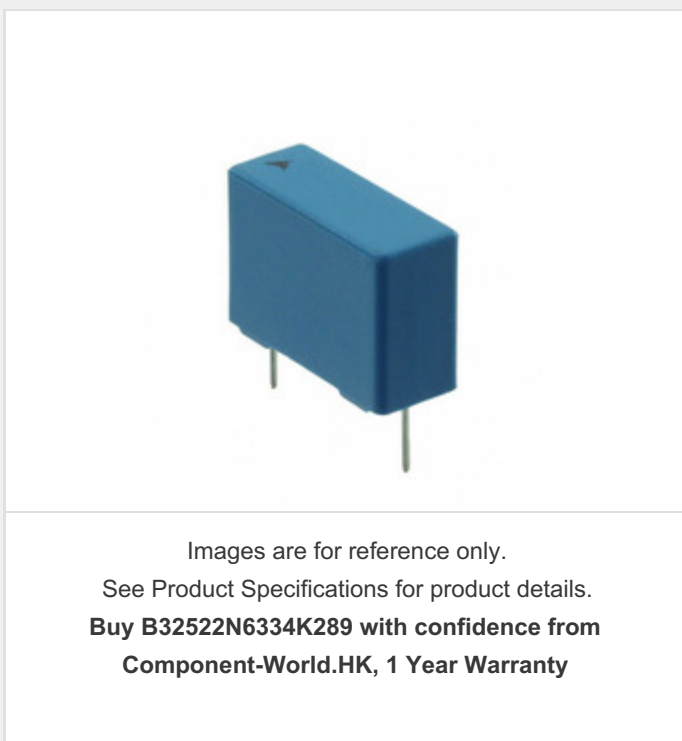 Images are for reference only.
See Product Specifications for product details.
Buy B32522N6334K289 with confidence from
Component-World.HK, 1 Year Warranty